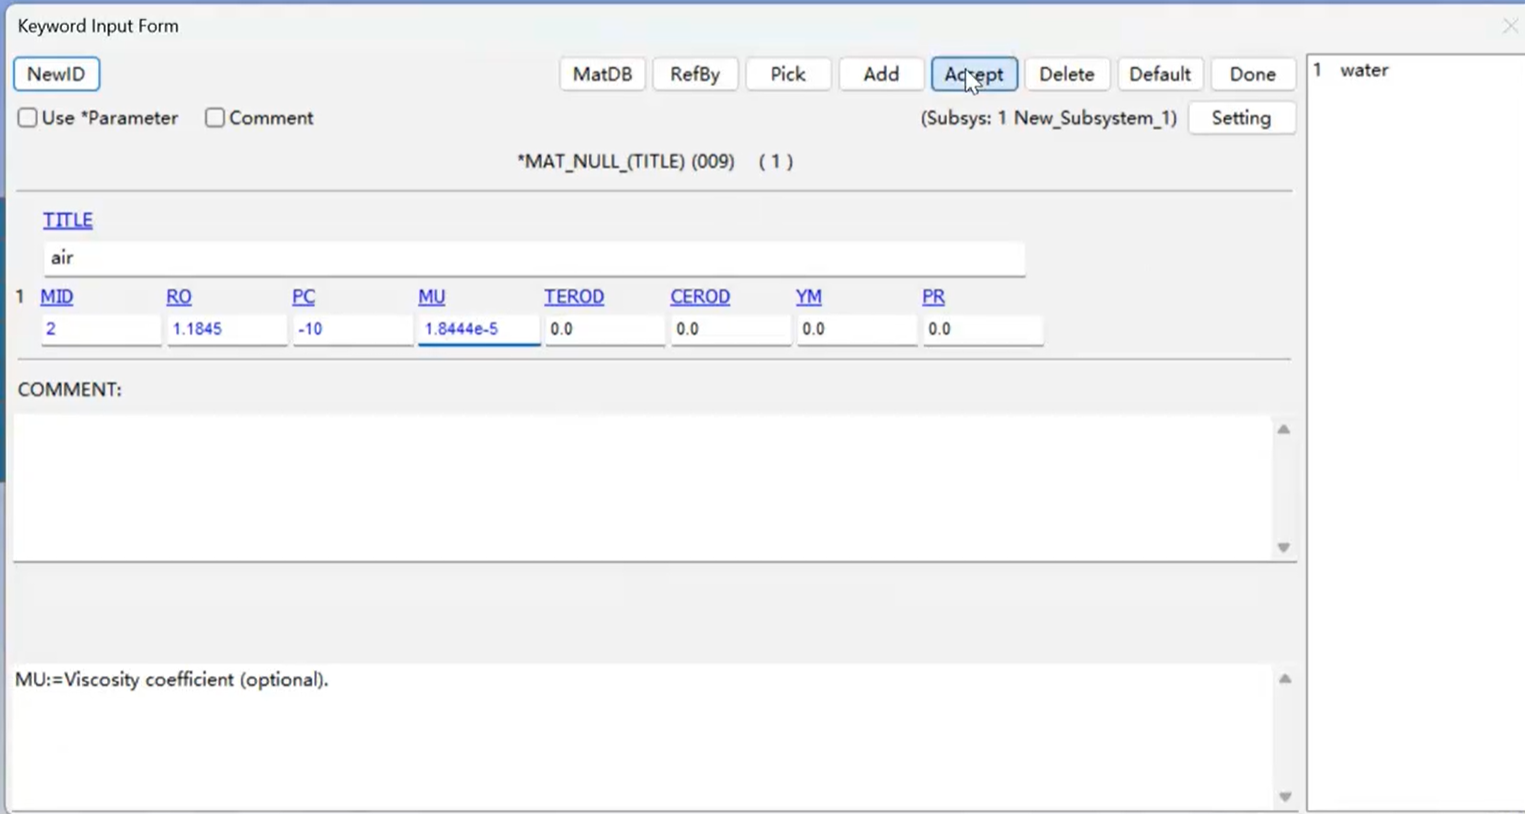 Keyword Input Form
NewID MatDB RefBy Pick Add Accept Delete Default Done
Use *Parameter Comment (Subsys: 1 New_Subsystem_1) Setting
*MAT_NULL_(TITLE) (009) ( 1 )
TITLE
air
1 MID RO PC MU TEROD CEROD YM PR
2 1.1845 -10 1.8444e-5 0.0 0.0 0.0 0.0
COMMENT:
MU:=Viscosity coefficient (optional).
1 water